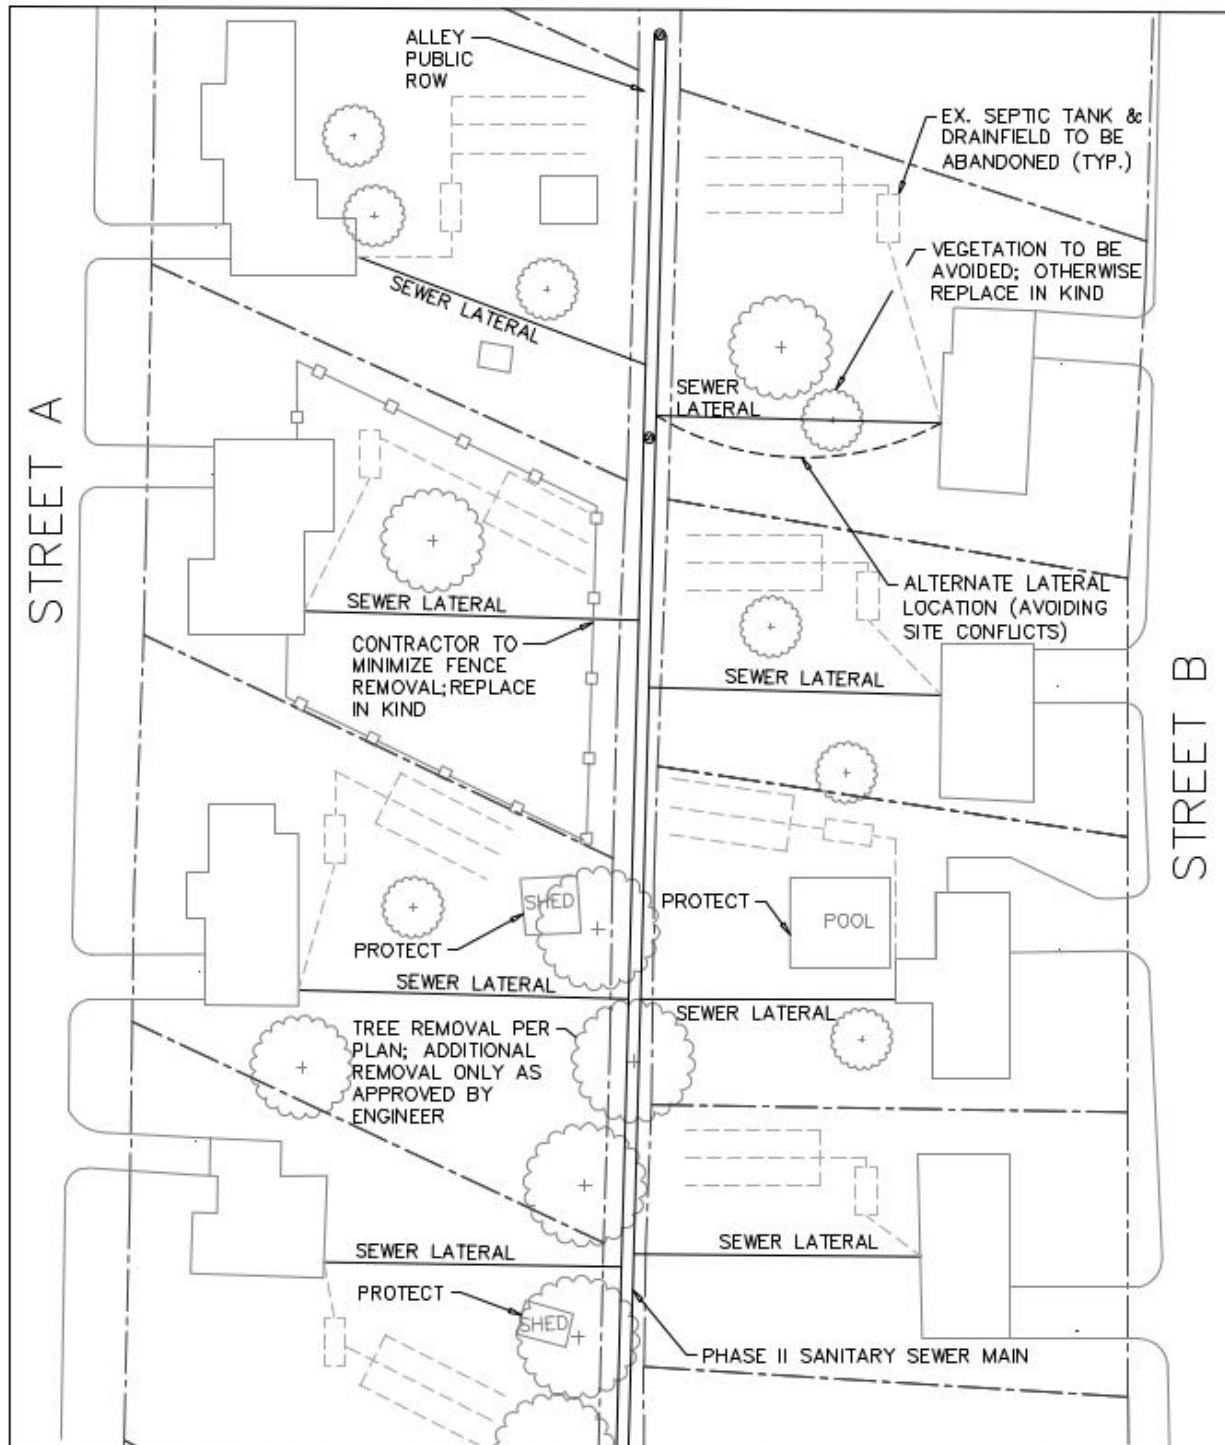 ALLEY
PUBLIC
ROW
EX. SEPTIC TANK &
DRAINFIELD TO BE
ABANDONED (TYP.)
VEGETATION TO BE
AVOIDED; OTHERWISE
REPLACE IN KIND
SEWER LATERAL
SEWER
LATERAL
STREET A
ALTERNATE LATERAL
LOCATION (AVOIDING
SITE CONFLICTS)
SEWER LATERAL
CONTRACTOR TO
MINIMIZE FENCE
REMOVAL; REPLACE
IN KIND
SEWER LATERAL
STREET B
SHED
PROTECT
PROTECT
POOL
SEWER LATERAL
SEWER LATERAL
TREE REMOVAL PER
PLAN; ADDITIONAL
REMOVAL ONLY AS
APPROVED BY
ENGINEER
SEWER LATERAL
SEWER LATERAL
PROTECT
SHED
PHASE II SANITARY SEWER MAIN